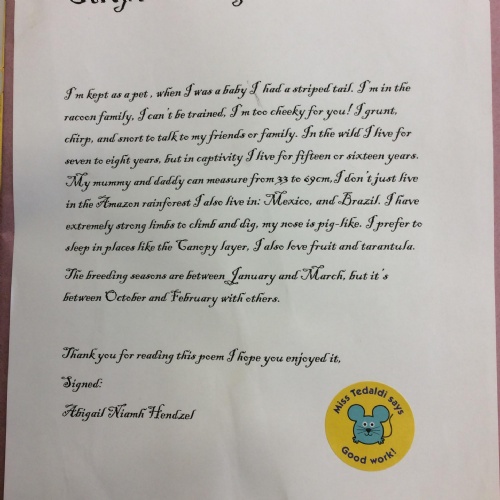 I'm kept as a pet , when I was a baby I had a striped tail. I'm in the
racoon family, I can't be trained, I'm too cheeky for you! I grunt,
chirp, and snort to talk to my friends or family. In the wild I live for
seven to eight years, but in captivity I live for fifteen or sixteen years.
My mummy and daddy can measure from 33 to 69cm,I don't just live
in the Amazon rainforest I also live in: Mexico, and Brazil. I have
extremely strong limbs to climb and dig, my nose is pig-like. I prefer to
sleep in places like the Canopy layer, I also love fruit and tarantula.
The breeding seasons are between January and March, but it's
between October and February with others.
Thank you for reading this poem I hope you enjoyed it,
Signed:
Abigail Niamh Hendzel
Miss Tedaldi says
Good work!